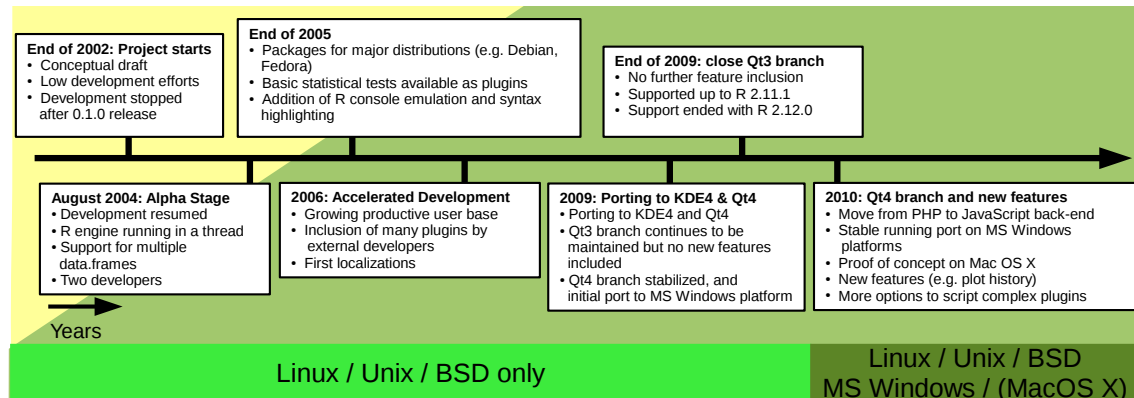 End of 2002: Project starts
• Conceptual draft
• Low development efforts
• Development stopped
after 0.1.0 release
End of 2005
• Packages for major distributions (e.g. Debian,
Fedora)
• Basic statistical tests available as plugins
• Addition of R console emulation and syntax
highlighting
End of 2009: close Qt3 branch
• No further feature inclusion
• Supported up to R 2.11.1
• Support ended with R 2.12.0
August 2004: Alpha Stage
• Development resumed
• R engine running in a thread
• Support for multiple
data.frames
• Two developers
2006: Accelerated Development
• Growing productive user base
• Inclusion of many plugins by
external developers
• First localizations
2009: Porting to KDE4 & Qt4
• Porting to KDE4 and Qt4
• Qt3 branch continues to be
maintained but no new features
included
• Qt4 branch stabilized, and
initial port to MS Windows platform
2010: Qt4 branch and new features
• Move from PHP to JavaScript back-end
• Stable running port on MS Windows
platforms
• Proof of concept on Mac OS X
• New features (e.g. plot history)
• More options to script complex plugins
Years
Linux / Unix / BSD only
Linux / Unix / BSD
MS Windows / (MacOS X)